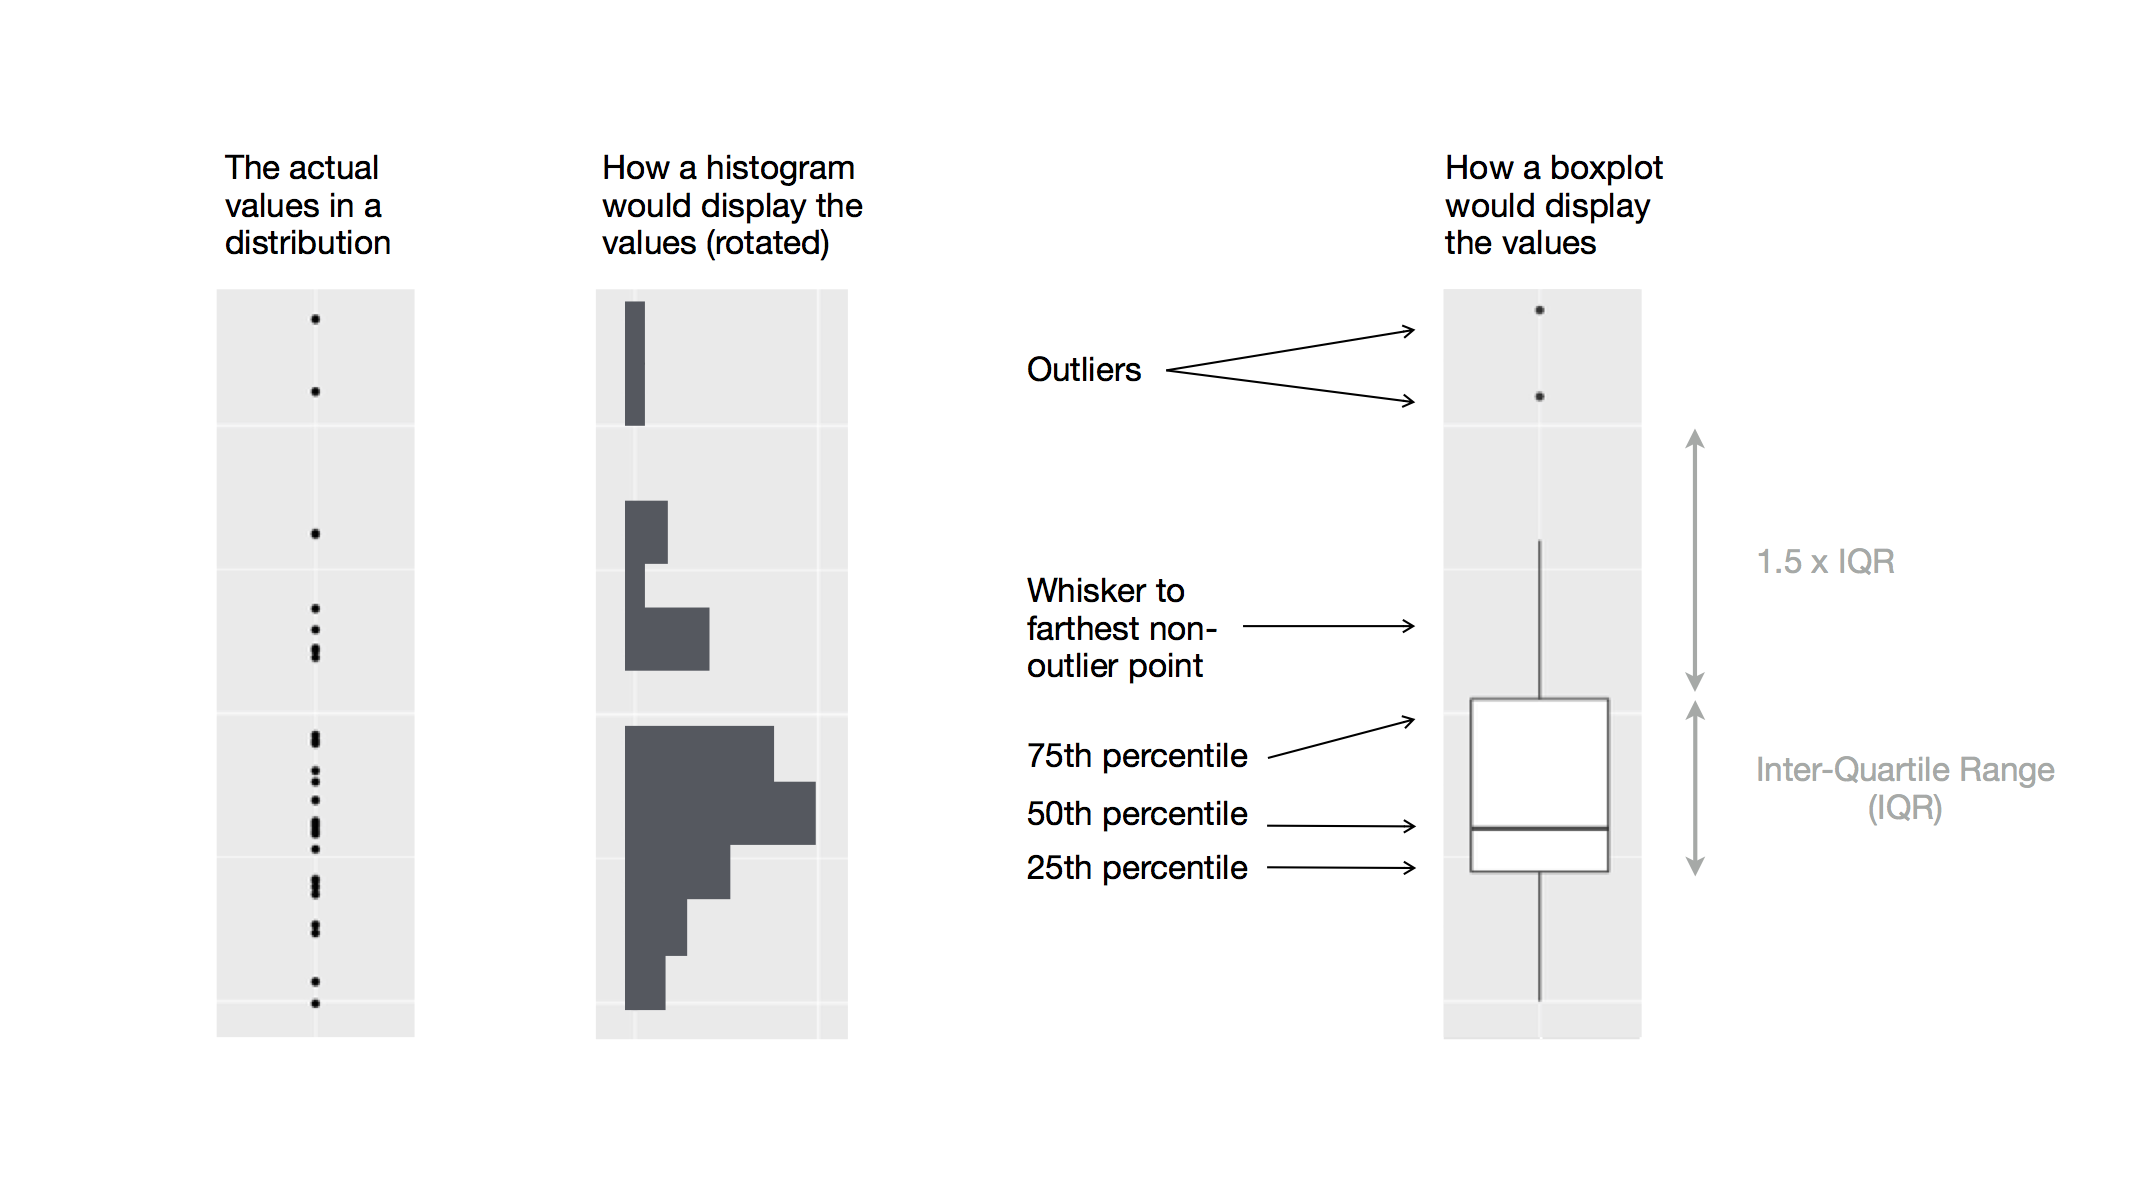 The actual
values in a
distribution
How a histogram
would display the
values (rotated)
How a boxplot
would display
the values
Outliers
1.5 x IQR
Whisker to
farthest non-
outlier point
75th percentile
Inter-Quartile Range
(IQR)
50th percentile
25th percentile